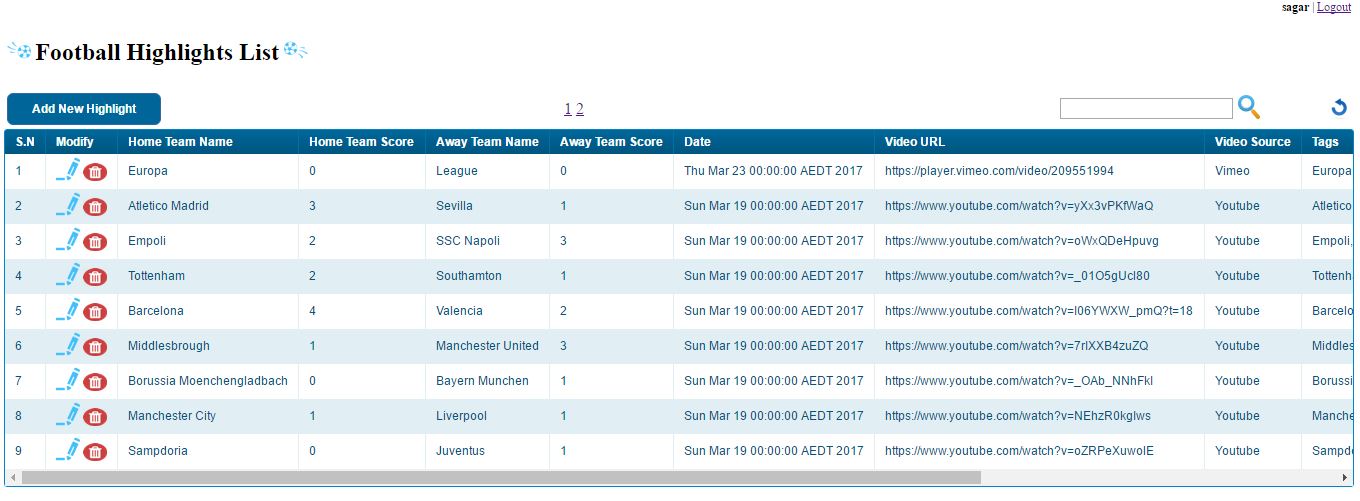 sagar | Logout
Football Highlights List
Add New Highlight
1 2
S.N Modify Home Team Name Home Team Score Away Team Name Away Team Score Date Video URL Video Source Tags
1 Europa 0 League 0 Thu Mar 23 00:00:00 AEDT 2017 https://player.vimeo.com/video/209551994 Vimeo Europa
2 Atletico Madrid 3 Sevilla 1 Sun Mar 19 00:00:00 AEDT 2017 https://www.youtube.com/watch?v=yXx3vPKfWaQ Youtube Atletico
3 Empoli 2 SSC Napoli 3 Sun Mar 19 00:00:00 AEDT 2017 https://www.youtube.com/watch?v=oWxQDeHpuvg Youtube Empoli,
4 Tottenham 2 Southamton 1 Sun Mar 19 00:00:00 AEDT 2017 https://www.youtube.com/watch?v=_01O5gUcl80 Youtube Tottenh
5 Barcelona 4 Valencia 2 Sun Mar 19 00:00:00 AEDT 2017 https://www.youtube.com/watch?v=l06YWXW_pmQ?t=18 Youtube Barcelo
6 Middlesbrough 1 Manchester United 3 Sun Mar 19 00:00:00 AEDT 2017 https://www.youtube.com/watch?v=7rlXXB4zuZQ Youtube Middles
7 Borussia Moenchengladbach 0 Bayern Munchen 1 Sun Mar 19 00:00:00 AEDT 2017 https://www.youtube.com/watch?v=_OAb_NNhFkI Youtube Boruss
8 Manchester City 1 Liverpool 1 Sun Mar 19 00:00:00 AEDT 2017 https://www.youtube.com/watch?v=NEhzR0kglws Youtube Manche
9 Sampdoria 0 Juventus 1 Sun Mar 19 00:00:00 AEDT 2017 https://www.youtube.com/watch?v=oZRPeXuwolE Youtube Sampd